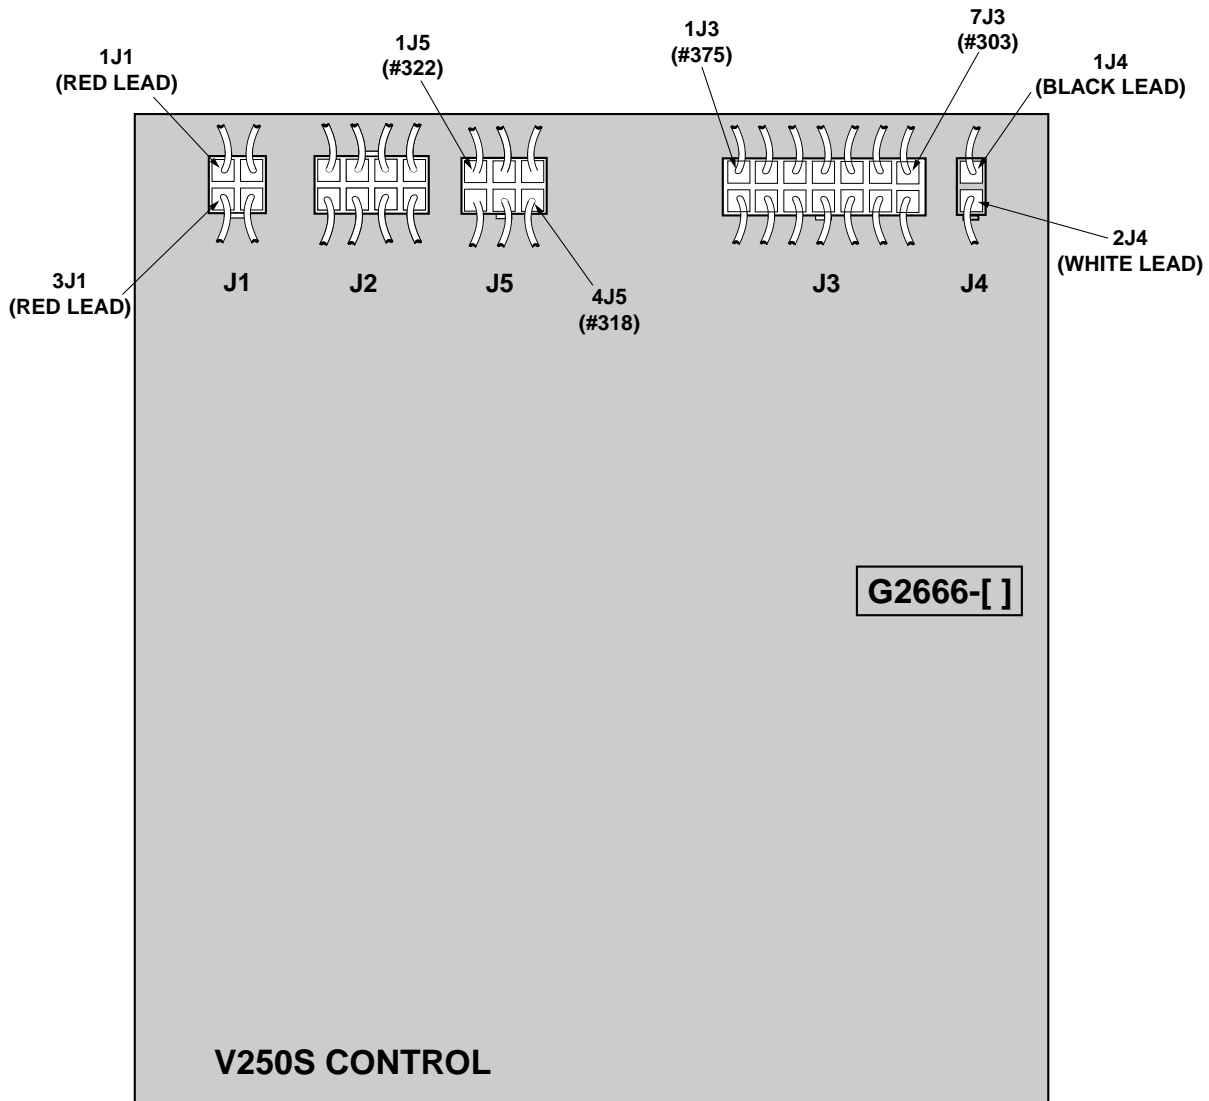 1J1
(RED LEAD)
1J5
(#322)
1J3
(#375)
7J3
(#303)
1J4
(BLACK LEAD)
3J1
(RED LEAD)
J1
J2
J5
4J5
(#318)
J3
J4
2J4
(WHITE LEAD)
G2666-[ ]
V250S CONTROL